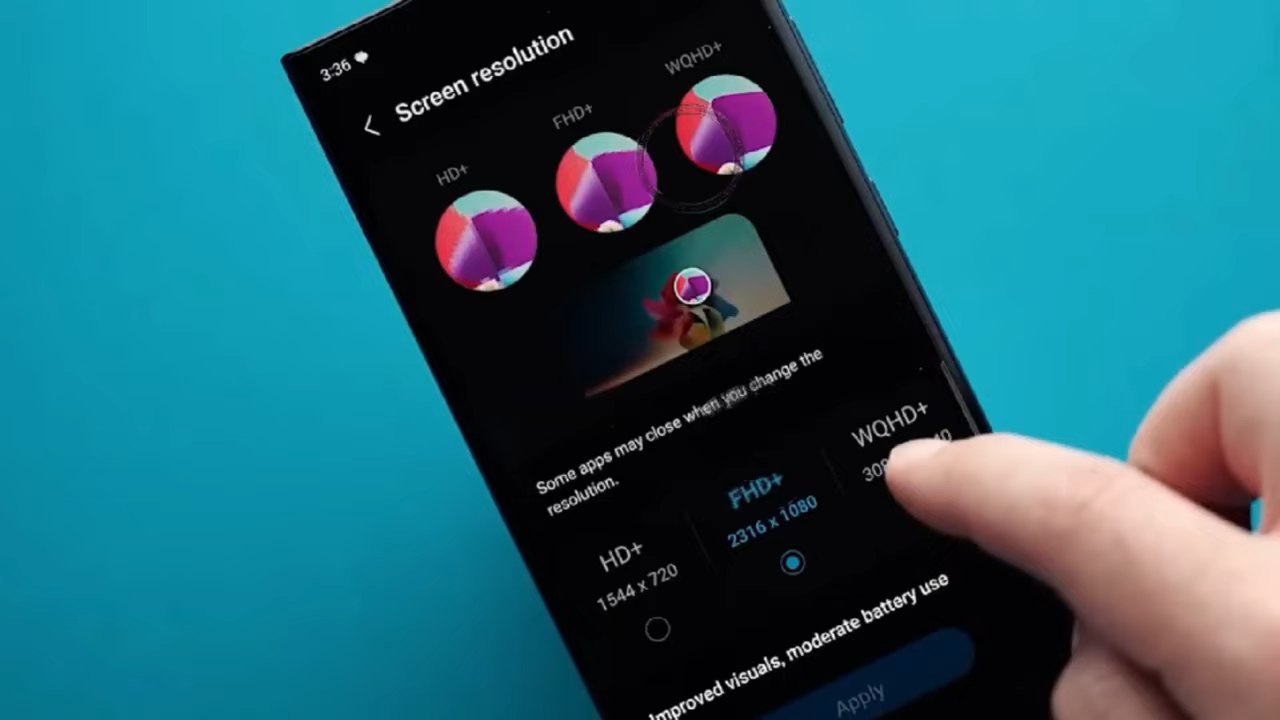 3:36
Screen resolution
HD+
FHD+
WQHD+
Some apps may close when you change the
resolution.
HD+
1544 x 720
FHD+
2316 x 1080
WQHD+
Improved visuals, moderate battery use
Apply